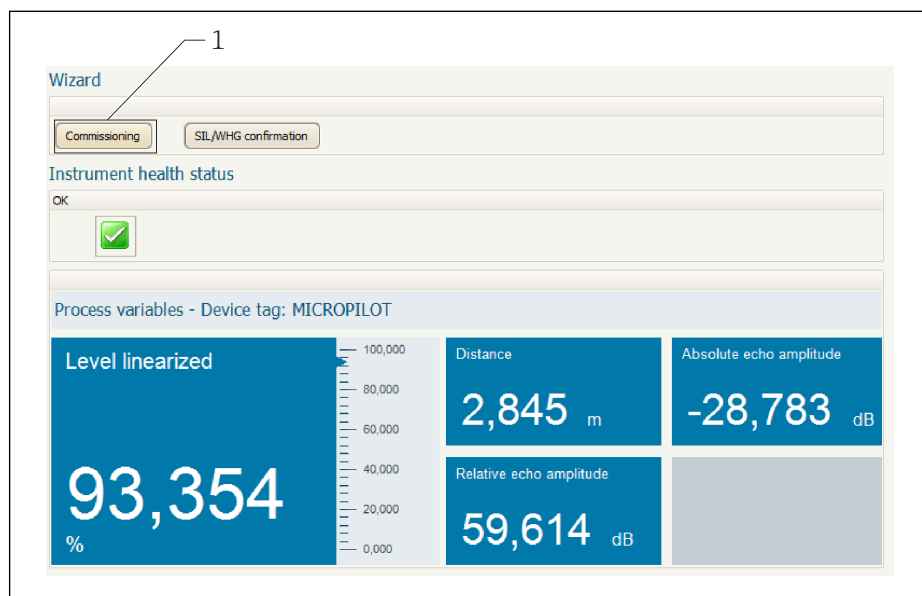 1
Wizard
Commissioning SIL/WHG confirmation
Instrument health status
OK
Process variables - Device tag: MICROPILOT
Level linearized
93,354
%
100,000
80,000
60,000
40,000
20,000
0,000
Distance
2,845 m
Absolute echo amplitude
-28,783 dB
Relative echo amplitude
59,614 dB